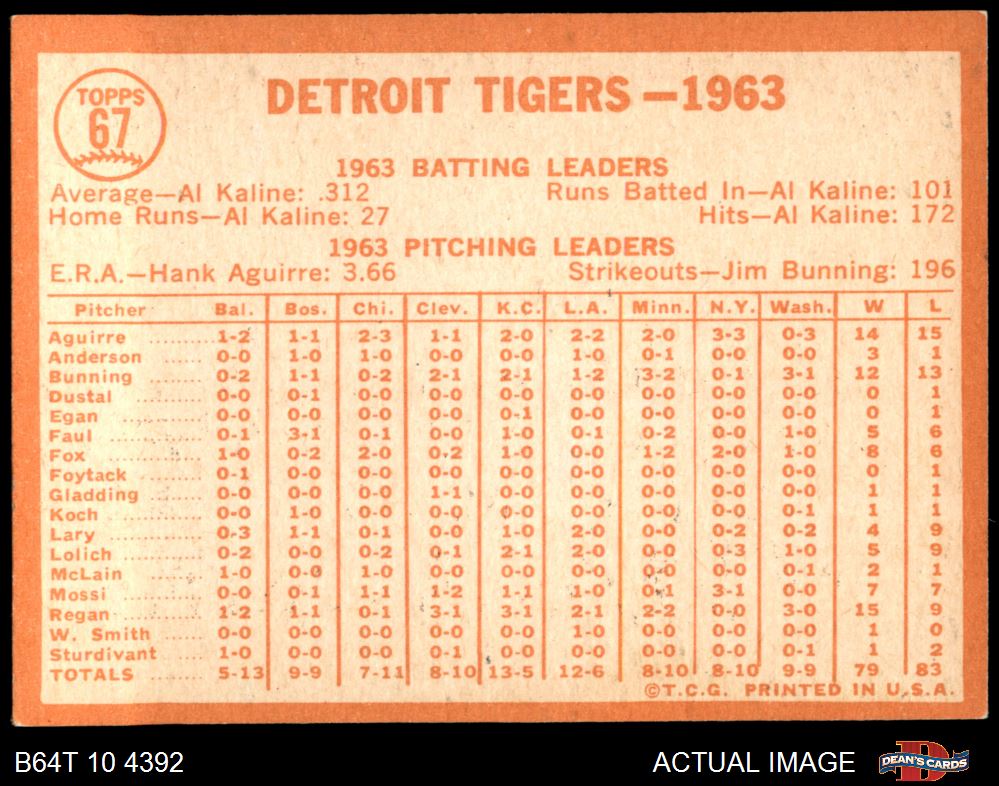 TOPPS
67
DETROIT TIGERS—1963
1963 BATTING LEADERS
Average—Al Kaline: .312 Runs Batted In—Al Kaline: 101
Home Runs—Al Kaline: 27 Hits—Al Kaline: 172
1963 PITCHING LEADERS
E.R.A.—Hank Aguirre: 3.66 Strikeouts—Jim Bunning: 196
Pitcher Bal. Bos. Chi. Clev. K.C. L.A. Minn. N.Y. Wash. W L
Aguirre .......... 1-2 1-1 2-3 1-1 2-0 2-2 2-0 3-3 0-3 14 15
Anderson ....... 0-0 1-0 1-0 0-0 0-0 1-0 0-1 0-0 0-0 3 1
Bunning ........ 0-2 1-1 0-2 2-1 2-1 1-2 3-2 0-1 3-1 12 13
Dustal .......... 0-0 0-1 0-0 0-0 0-0 0-0 0-0 0-0 0-0 0 1
Egan ............ 0-0 0-0 0-0 0-0 0-1 0-0 0-0 0-0 0-0 0 1
Faul ............. 0-1 3-1 0-1 0-0 1-0 0-1 0-2 0-0 1-0 5 6
Fox .............. 1-0 0-2 2-0 0-2 1-0 0-0 1-2 2-0 1-0 8 6
Foytack ........ 0-1 0-0 0-0 0-0 0-0 0-0 0-0 0-0 0-0 0 1
Gladding ....... 0-0 0-0 0-0 1-1 0-0 0-0 0-0 0-0 0-0 1 1
Koch ............ 0-0 1-0 0-0 0-0 0-0 0-0 0-0 0-0 0-1 1 1
Lary ............. 0-3 1-1 0-1 0-0 1-0 2-0 0-0 0-2 0-2 4 9
Lolich ........... 0-2 0-0 0-2 0-1 2-1 2-0 0-0 0-3 1-0 5 9
McLain ........ 1-0 0-0 1-0 0-0 0-0 0-0 0-0 0-0 0-1 2 1
Mossi ........... 0-0 0-1 1-1 1-2 1-1 1-0 0-1 3-1 0-0 7 7
Regan .......... 1-2 1-1 0-1 3-1 3-1 2-1 2-2 0-0 3-0 15 9
W. Smith ...... 0-0 0-0 0-0 0-0 0-0 1-0 0-0 0-0 0-0 1 0
Sturdivant ..... 1-0 0-0 0-0 0-1 0-0 0-0 0-0 0-0 0-1 1 2
TOTALS ........ 5-13 9-9 7-11 8-10 13-5 12-6 8-10 8-10 9-9 79 83
©T.C.G. PRINTED IN U.S.A.
B64T 10 4392 ACTUAL IMAGE DEAN'S CARDS